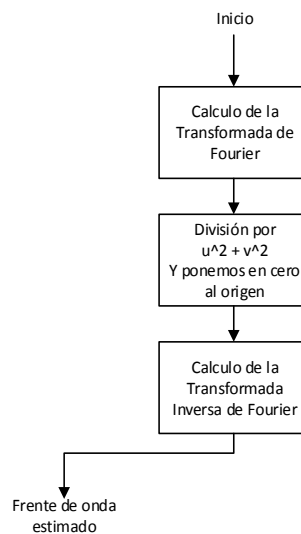 Inicio
Calculo de la
Transformada de
Fourier
División por
u^2 + v^2
Y ponemos en cero
al origen
Calculo de la
Transformada
Inversa de Fourier
Frente de onda
estimado